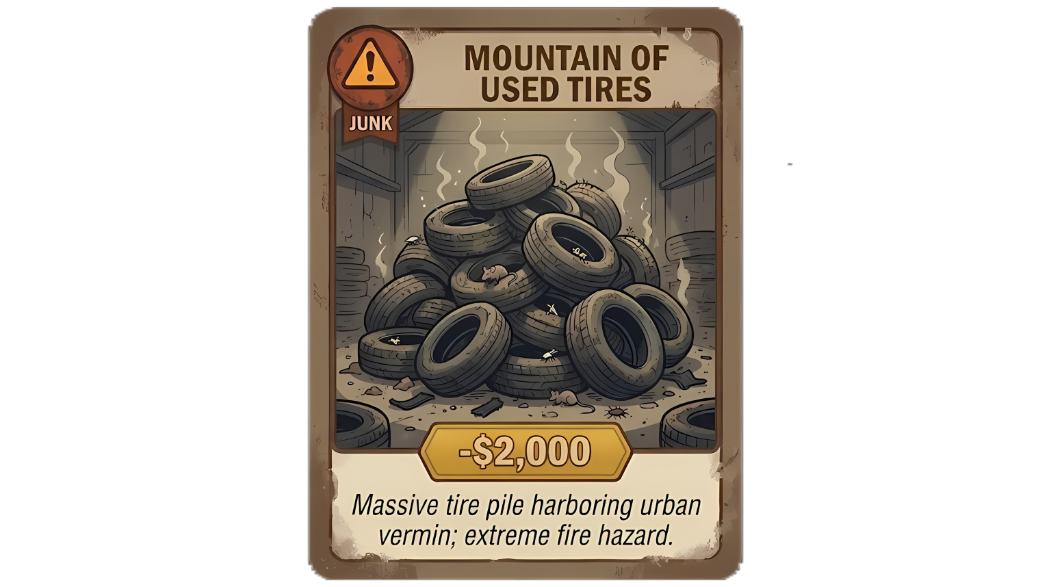 MOUNTAIN OF
USED TIRES
JUNK
-$2,000
Massive tire pile harboring urban
vermin; extreme fire hazard.